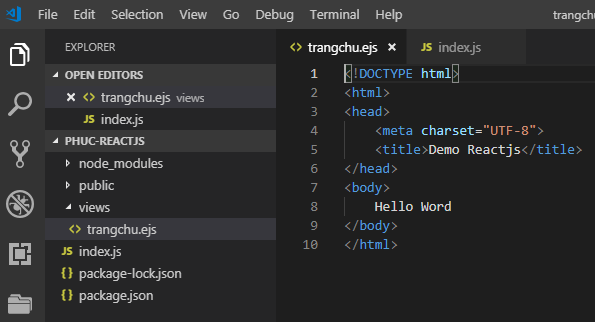 File Edit Selection View Go Debug Terminal Help trangchu
EXPLORER
OPEN EDITORS
trangchu.ejs views
index.js
PHUC-REACTJS
node_modules
public
views
trangchu.ejs
index.js
package-lock.json
package.json
trangchu.ejs index.js
1 <!DOCTYPE html>
2 <html>
3 <head>
4 <meta charset="UTF-8">
5 <title>Demo Reactjs</title>
6 </head>
7 <body>
8 Hello Word
9 </body>
10 </html>